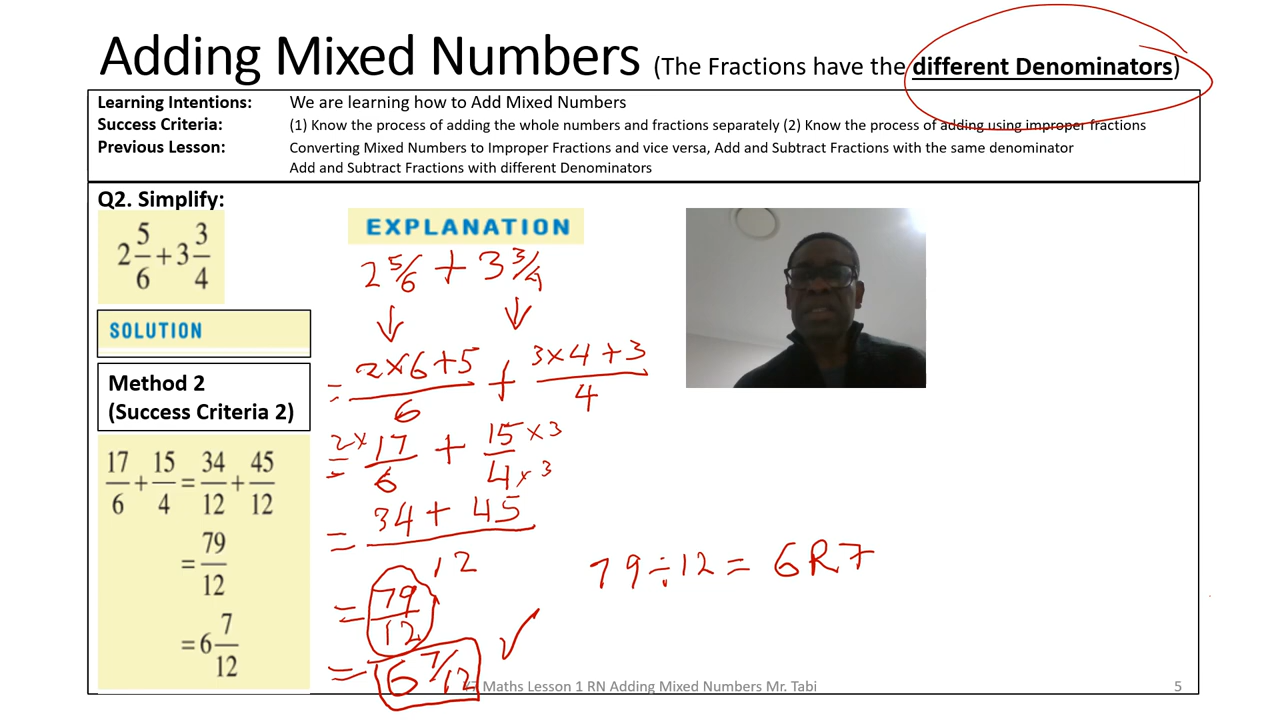 Adding Mixed Numbers (The Fractions have the different Denominators)
Learning Intentions: We are learning how to Add Mixed Numbers
Success Criteria: (1) Know the process of adding the whole numbers and fractions separately (2) Know the process of adding using improper fractions
Previous Lesson: Converting Mixed Numbers to Improper Fractions and vice versa, Add and Subtract Fractions with the same denominator
Add and Subtract Fractions with different Denominators
Q2. Simplify:
2 5/6 + 3 3/4
SOLUTION
Method 2
(Success Criteria 2)
17/6 + 15/4 = 34/12 + 45/12
= 79/12
= 6 7/12
EXPLANATION
2 5/6 + 3 3/4
↓ ↓
= (2×6+5)/6 + (3×4+3)/4
= 2× 17/6 + 15×3/4×3
= (34 + 45)/12
= 79/12
= 6 7/12 ✓
79÷12 = 6R7
Maths Lesson 1 RN Adding Mixed Numbers Mr. Tabi
5